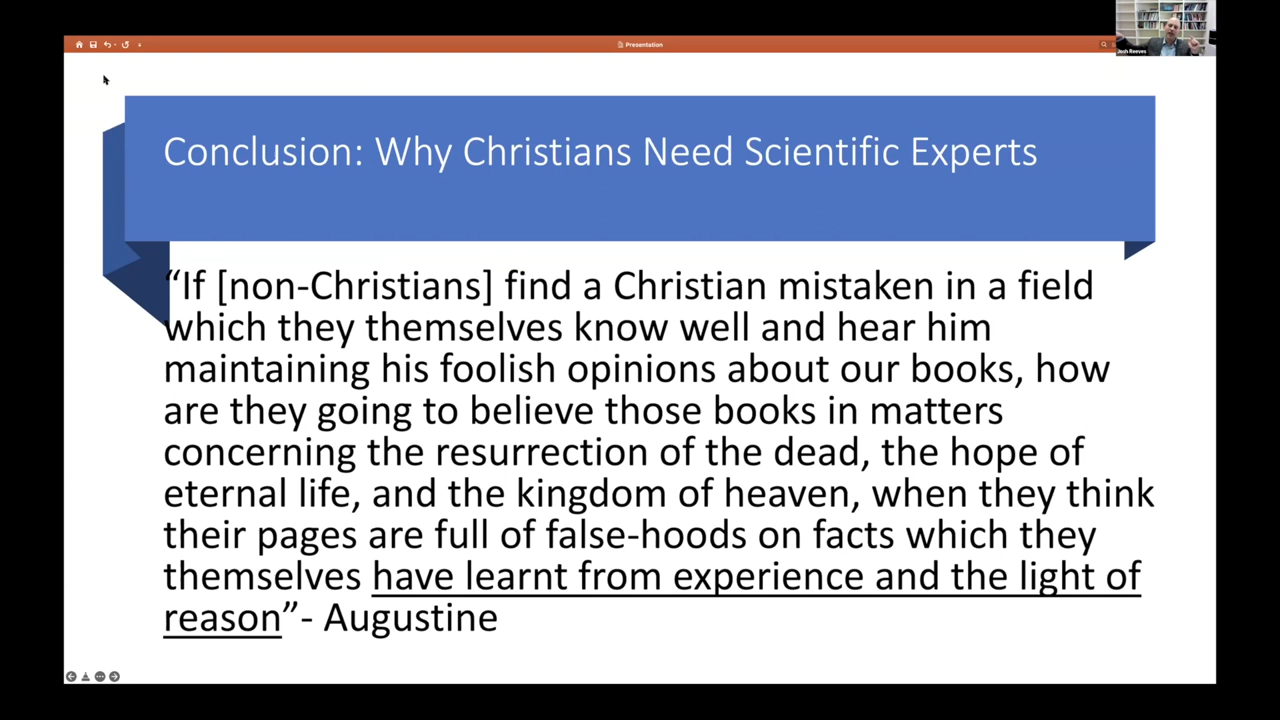 Presentation
Josh Reeves
Conclusion: Why Christians Need Scientific Experts
“If [non-Christians] find a Christian mistaken in a field
which they themselves know well and hear him
maintaining his foolish opinions about our books, how
are they going to believe those books in matters
concerning the resurrection of the dead, the hope of
eternal life, and the kingdom of heaven, when they think
their pages are full of false-hoods on facts which they
themselves have learnt from experience and the light of
reason”- Augustine